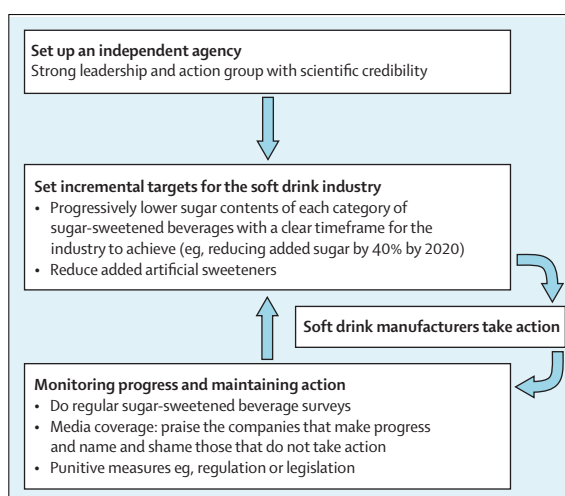 Set up an independent agency
Strong leadership and action group with scientific credibility
Set incremental targets for the soft drink industry
• Progressively lower sugar contents of each category of
sugar-sweetened beverages with a clear timeframe for the
industry to achieve (eg, reducing added sugar by 40% by 2020)
• Reduce added artificial sweeteners
Soft drink manufacturers take action
Monitoring progress and maintaining action
• Do regular sugar-sweetened beverage surveys
• Media coverage: praise the companies that make progress
and name and shame those that do not take action
• Punitive measures eg, regulation or legislation